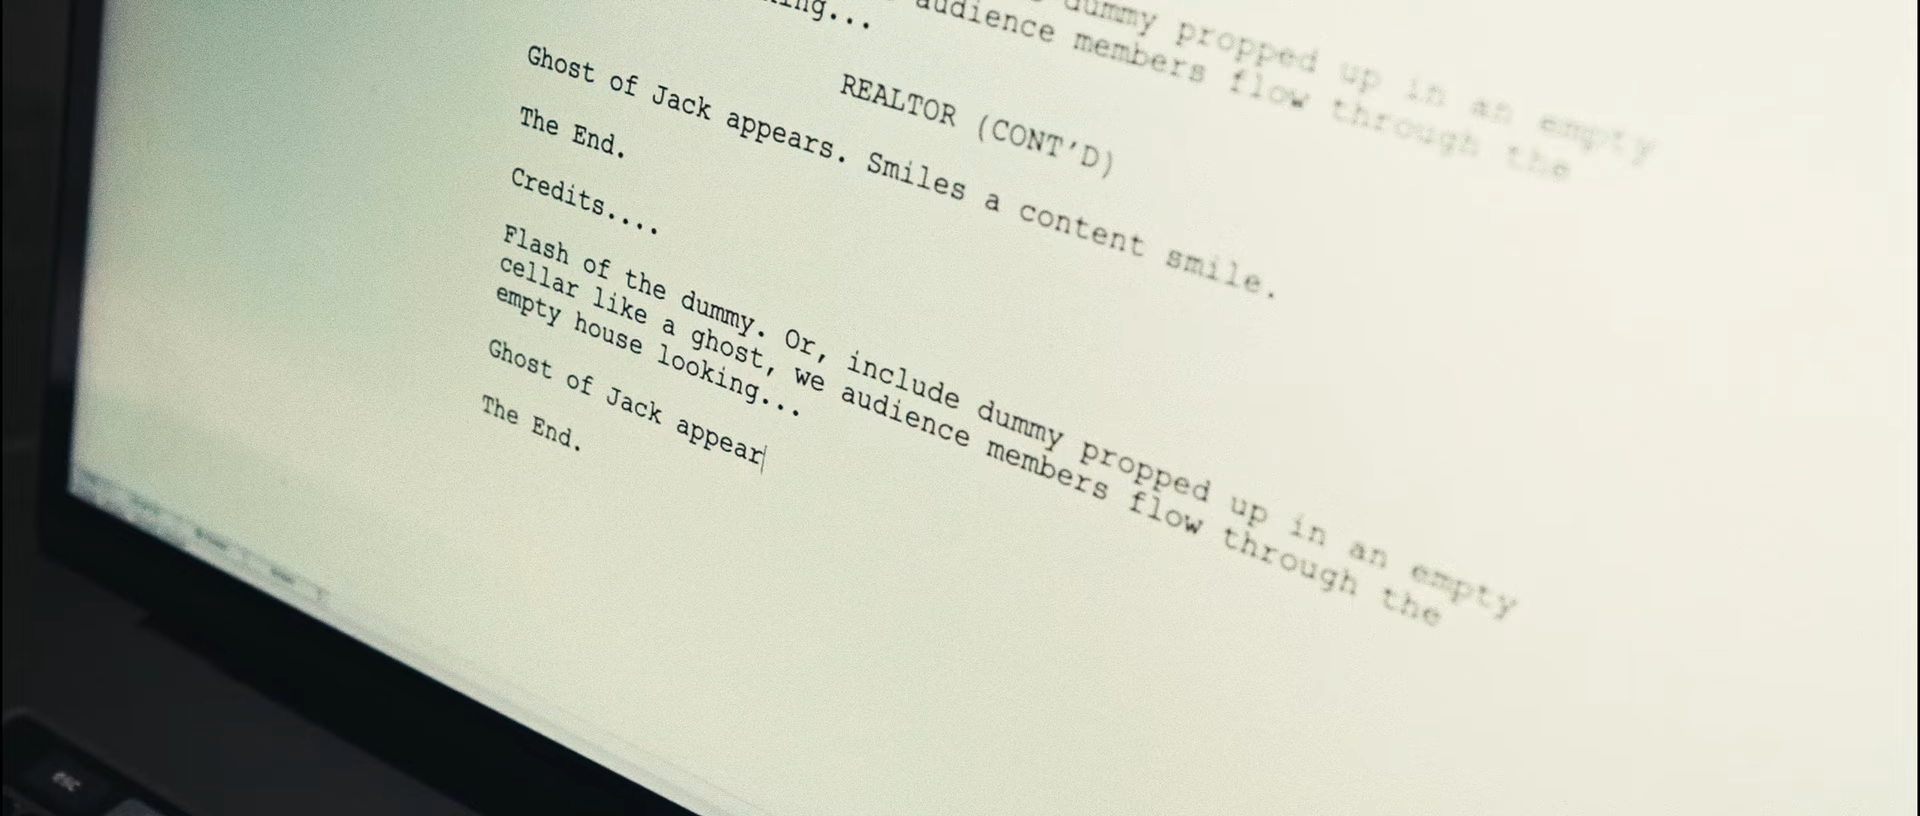 dummy propped up in an empty
audience members flow through the
REALTOR (CONT'D)
Ghost of Jack appears. Smiles a content smile.
The End.
Credits....
Flash of the dummy. Or, include dummy propped up in an empty
cellar like a ghost, we audience members flow through the
empty house looking...
Ghost of Jack appear
The End.
esc